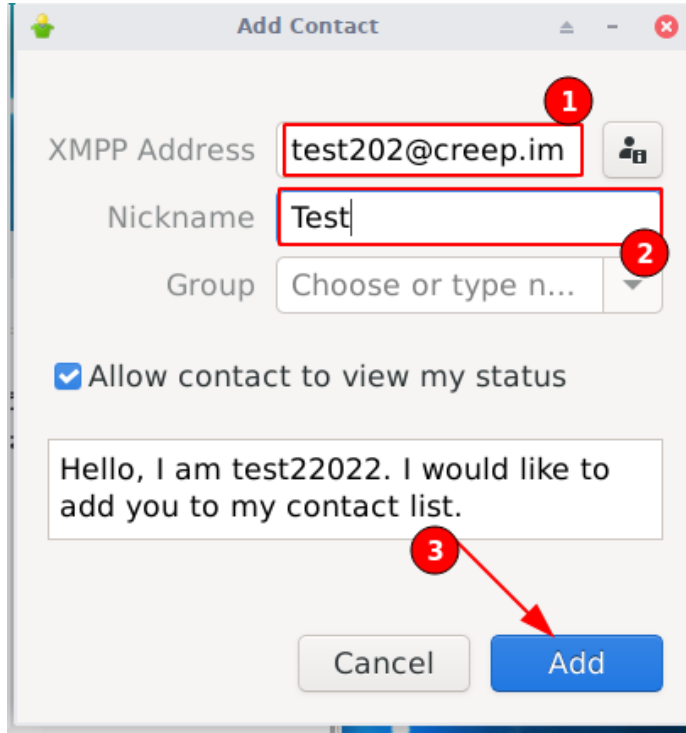 Add Contact
1
XMPP Address test202@creep.im
Nickname Test
2
Group Choose or type n...
Allow contact to view my status
Hello, I am test22022. I would like to
add you to my contact list.
3
Cancel Add